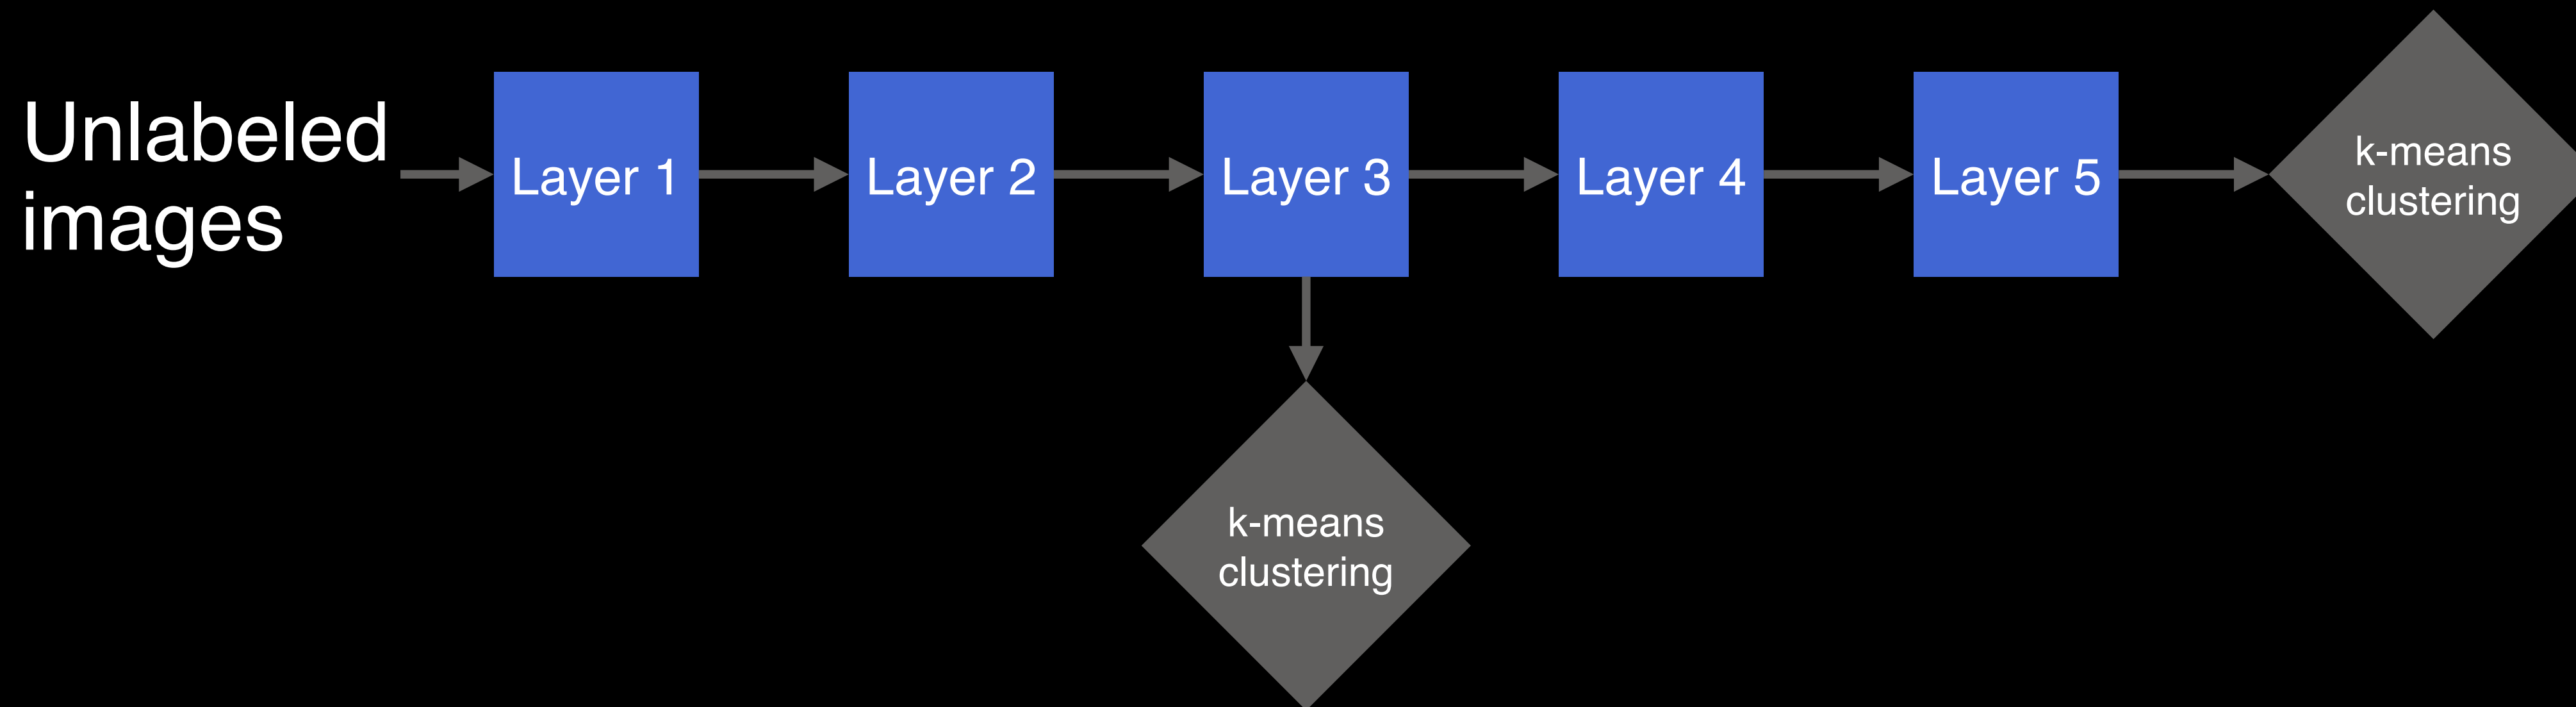 Unlabeled
images
Layer 1
Layer 2
Layer 3
Layer 4
Layer 5
k-means
clustering
k-means
clustering